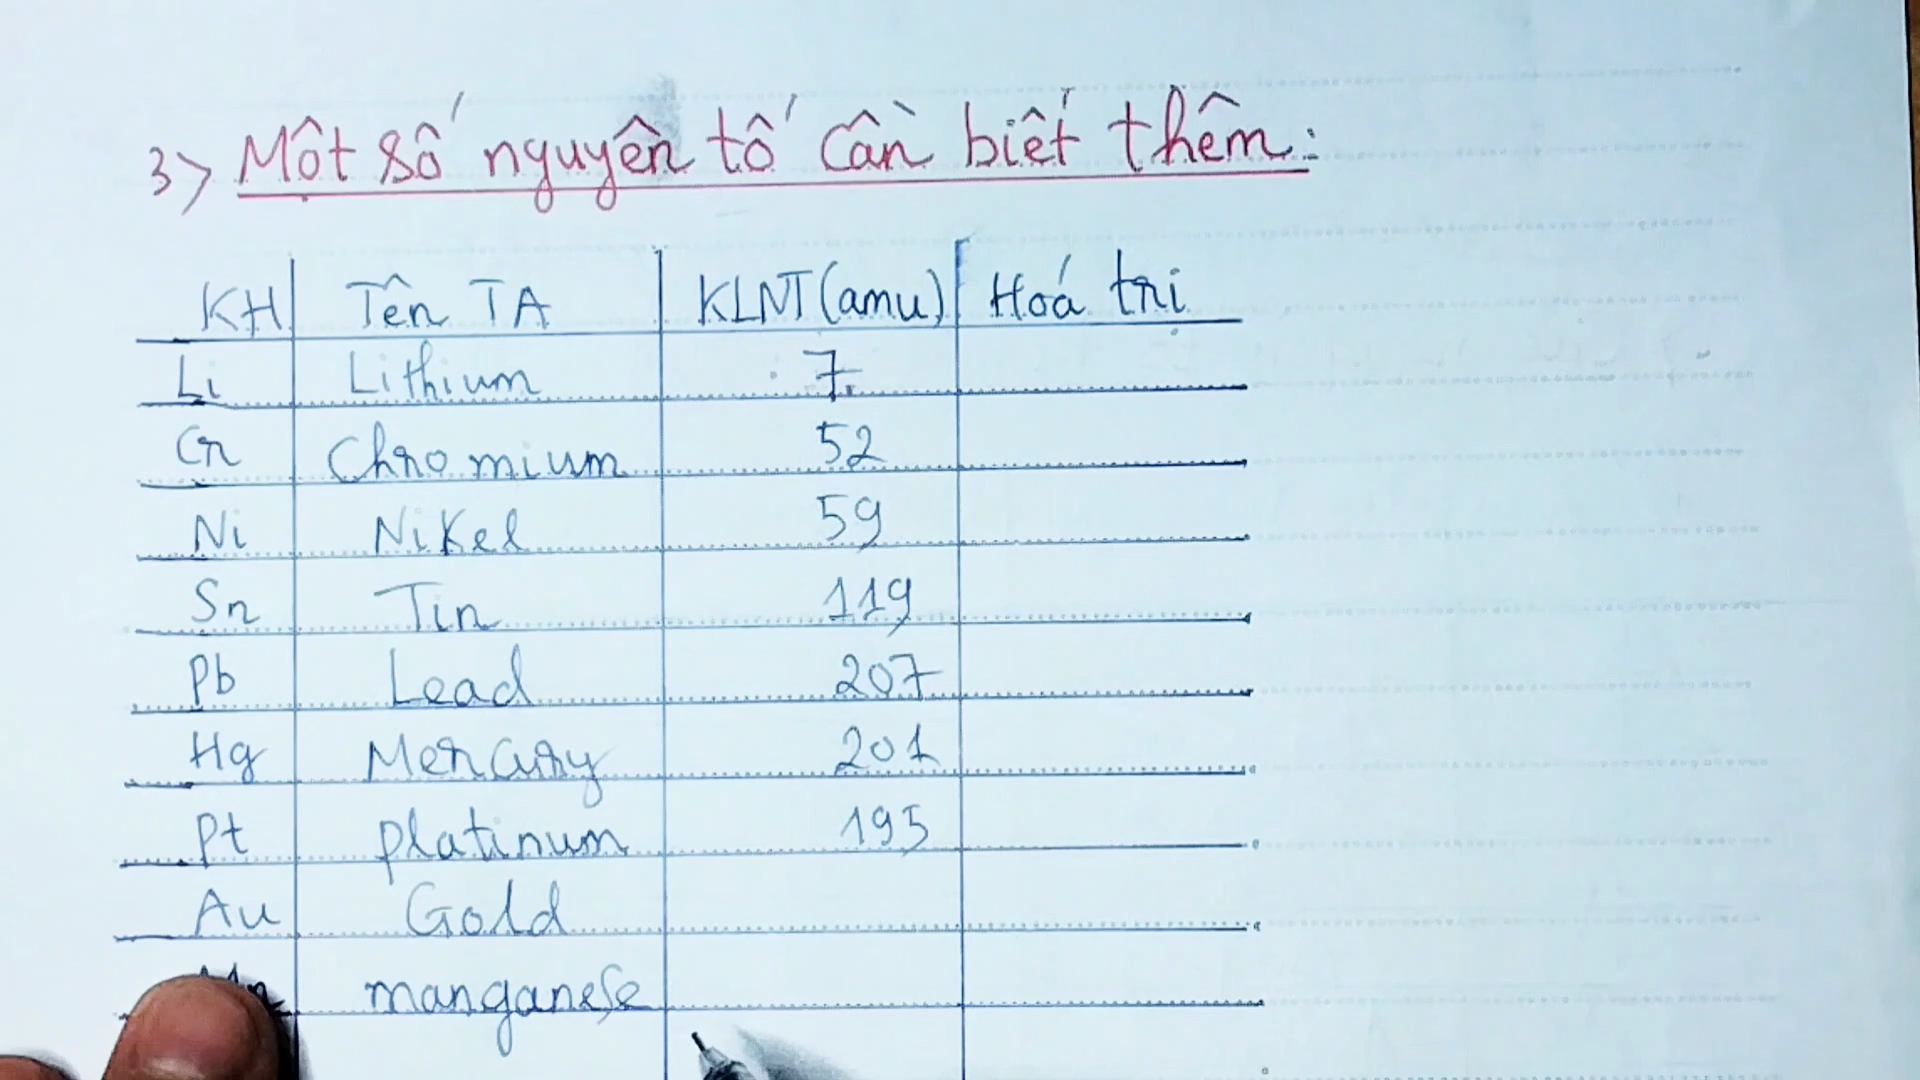 3> Một số nguyên tố cần biết thêm:
KH Tên TA KLNT(amu) Hoá trị
Li Lithium 7
Cr Chromium 52
Ni Nikel 59
Sn Tin 119
Pb Lead 207
Hg Mercury 201
Pt platinum 195
Au Gold
manganese